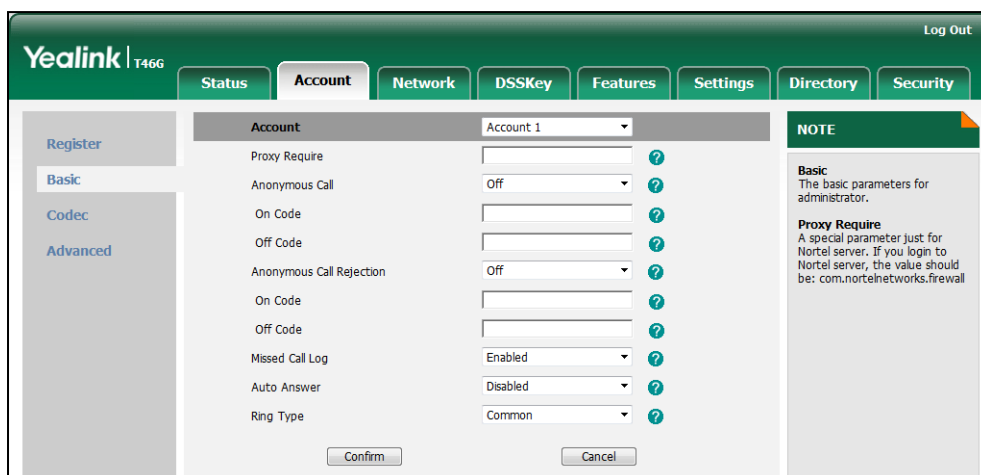 Log Out
Yealink T46G
Status Account Network DSSKey Features Settings Directory Security
Register
Basic
Codec
Advanced
Account Account 1
Proxy Require ?
Anonymous Call Off ?
On Code ?
Off Code ?
Anonymous Call Rejection Off ?
On Code ?
Off Code ?
Missed Call Log Enabled ?
Auto Answer Disabled ?
Ring Type Common ?
Confirm Cancel
NOTE
Basic
The basic parameters for
administrator.
Proxy Require
A special parameter just for
Nortel server. If you login to
Nortel server, the value should
be: com.nortelnetworks.firewall